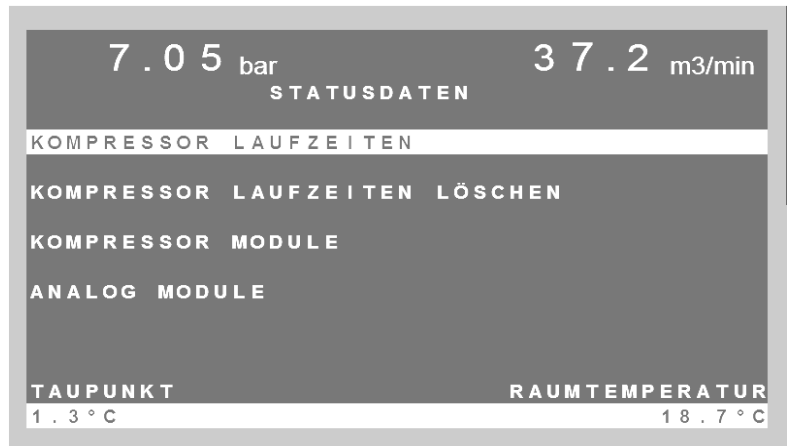 7.05 bar 37.2 m3/min
STATUSDATEN
KOMPRESSOR LAUFZEITEN
KOMPRESSOR LAUFZEITEN LÖSCHEN
KOMPRESSOR MODULE
ANALOG MODULE
TAUPUNKT RAUMTEMPERATUR
1.3°C 18.7°C